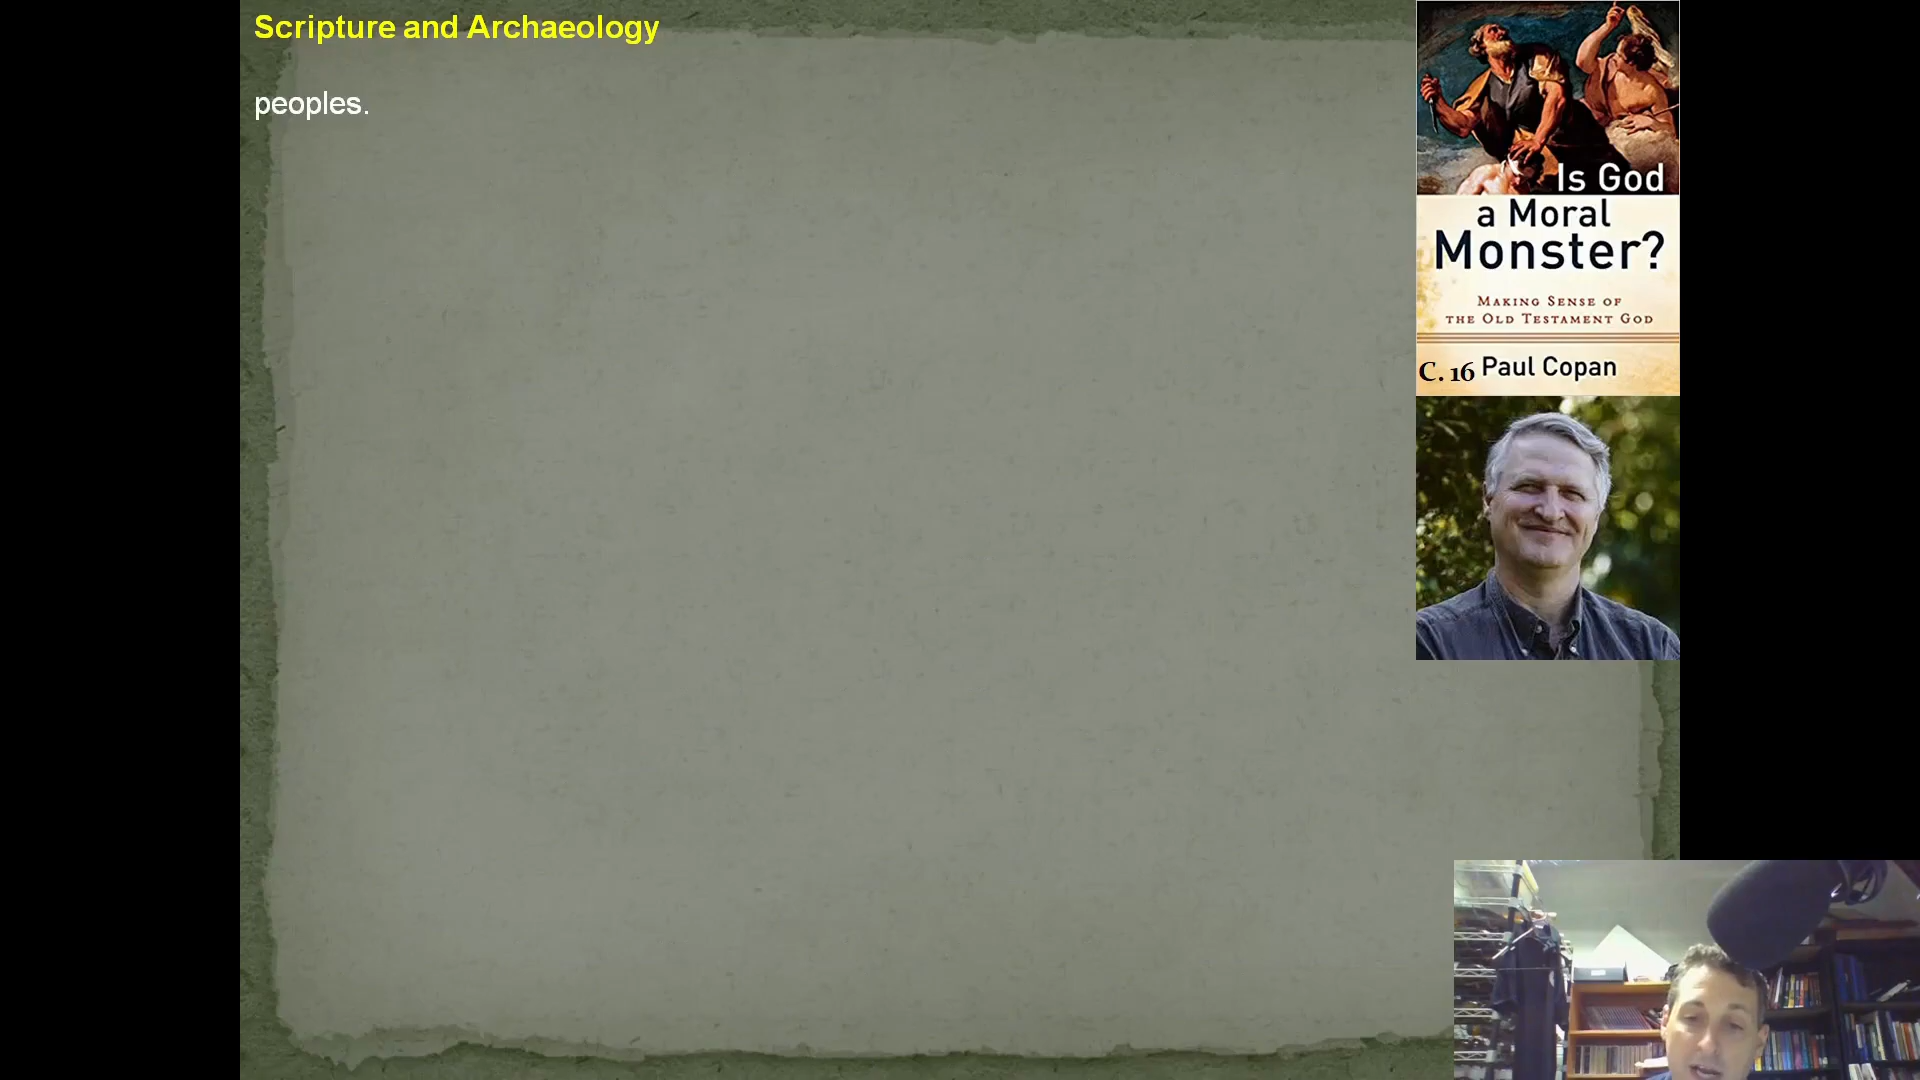 Scripture and Archaeology
peoples.
Is God
a Moral
Monster?
Making Sense of
the Old Testament God
C. 16 Paul Copan